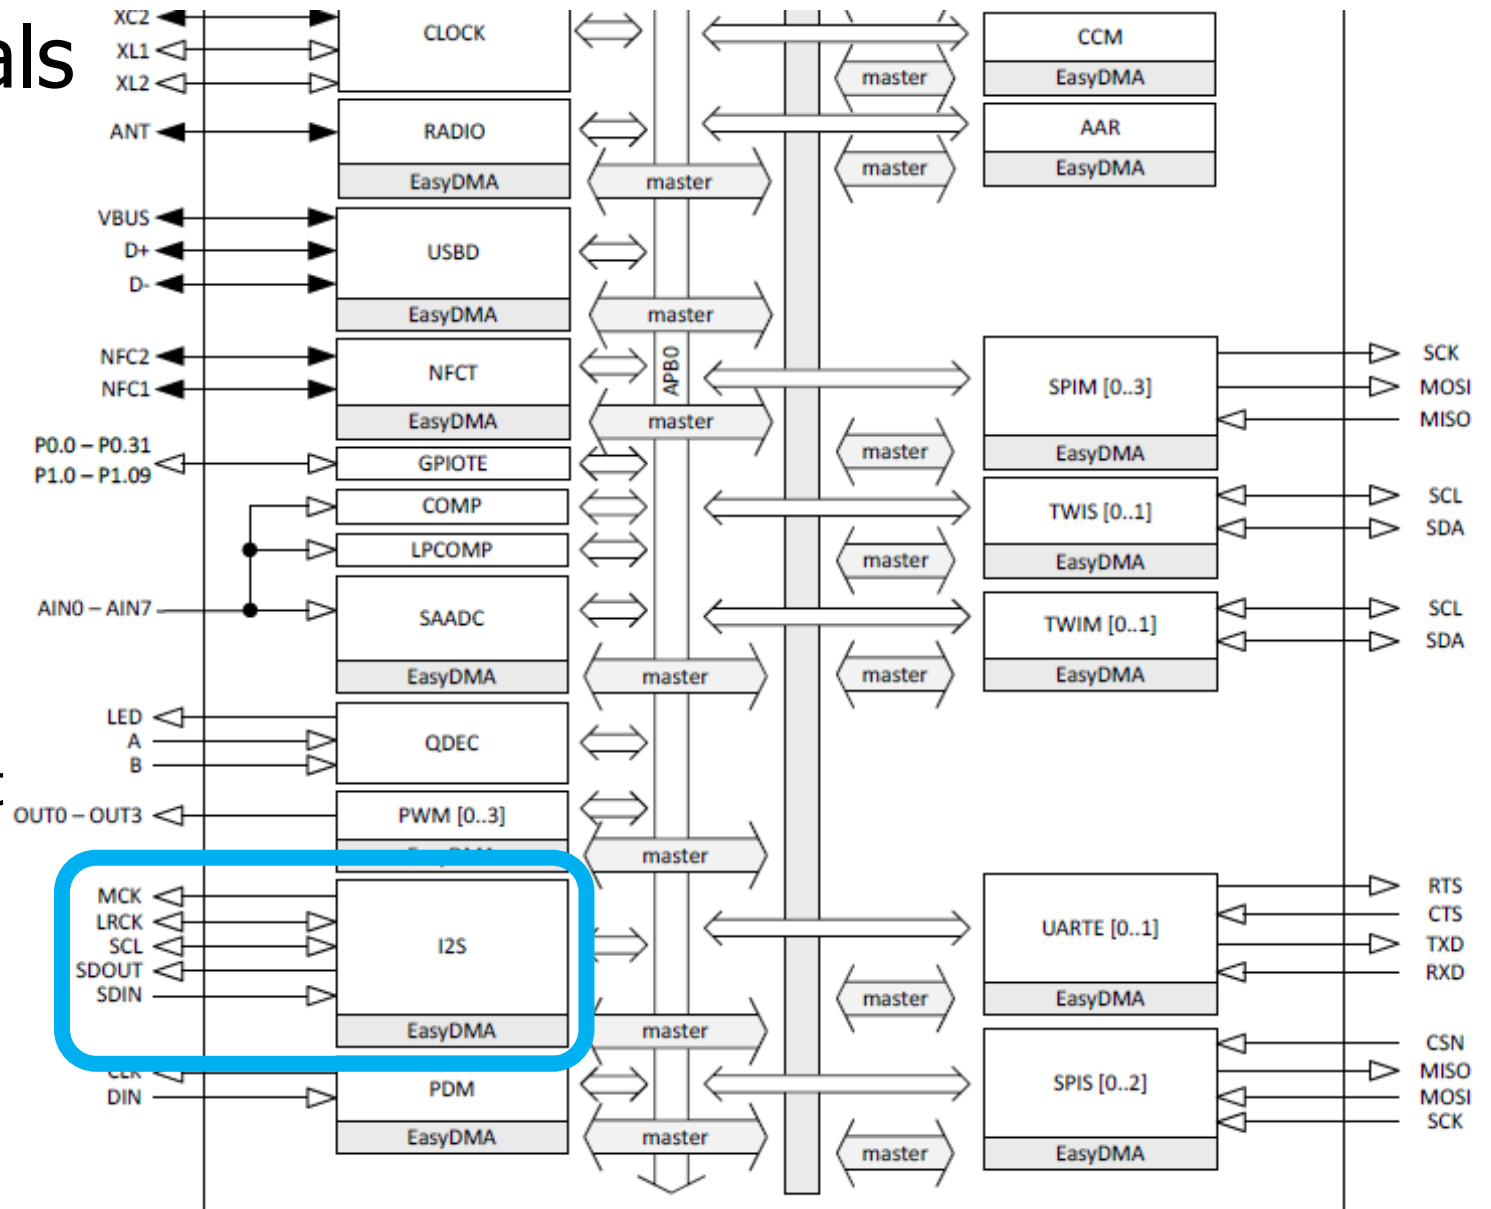 als
t
XC2
XL1
XL2
CLOCK
ANT
RADIO
EasyDMA
master
VBUS
D+
D-
USBD
EasyDMA
master
NFC2
NFC1
NFCT
EasyDMA
master
APB0
P0.0 – P0.31
P1.0 – P1.09
GPIOTE
COMP
LPCOMP
AIN0 – AIN7
SAADC
EasyDMA
master
LED
A
B
QDEC
OUT0 – OUT3
PWM [0..3]
EasyDMA
master
MCK
LRCK
SCL
SDOUT
SDIN
I2S
EasyDMA
master
CLK
DIN
PDM
EasyDMA
master
CCM
EasyDMA
master
AAR
EasyDMA
master
SPIM [0..3]
EasyDMA
master
SCK
MOSI
MISO
TWIS [0..1]
EasyDMA
master
SCL
SDA
TWIM [0..1]
EasyDMA
master
SCL
SDA
UARTE [0..1]
EasyDMA
master
RTS
CTS
TXD
RXD
SPIS [0..2]
EasyDMA
master
CSN
MISO
MOSI
SCK